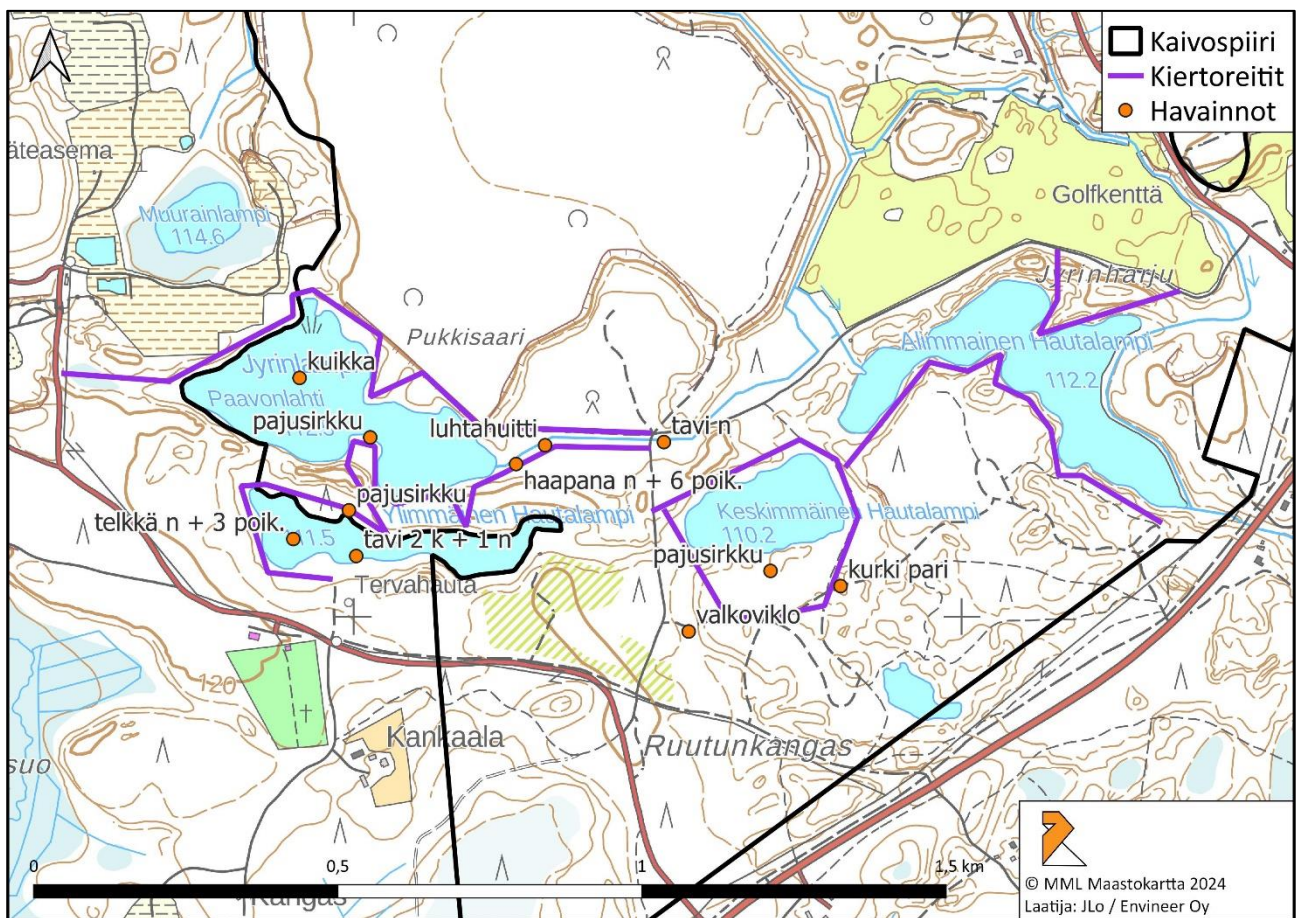 Kaivospiiri
Kiertoreitit
Havainnot
äteasema
Muurainlampi
114.6
Golfkenttä
Jyrinharju
Pukkisaari
kuikka
Paavonlahti
pajusirkku
luhtahuitti
tavi n
haapana n + 6 poik.
Alimmainen Hautalampi
112.2
pajusirkku
Ylimmäinen Hautalampi
Keskimmäinen Hautalampi
110.2
telkkä n + 3 poik.
tavi 2 k + 1 n
Tervahauta
pajusirkku
kurki pari
valkoviklo
120
Kankaala
Ruutunkangas
suo
0
0,5
1
1,5 km
Kangas
© MML Maastokartta 2024
Laatija: JLo / Envineer Oy